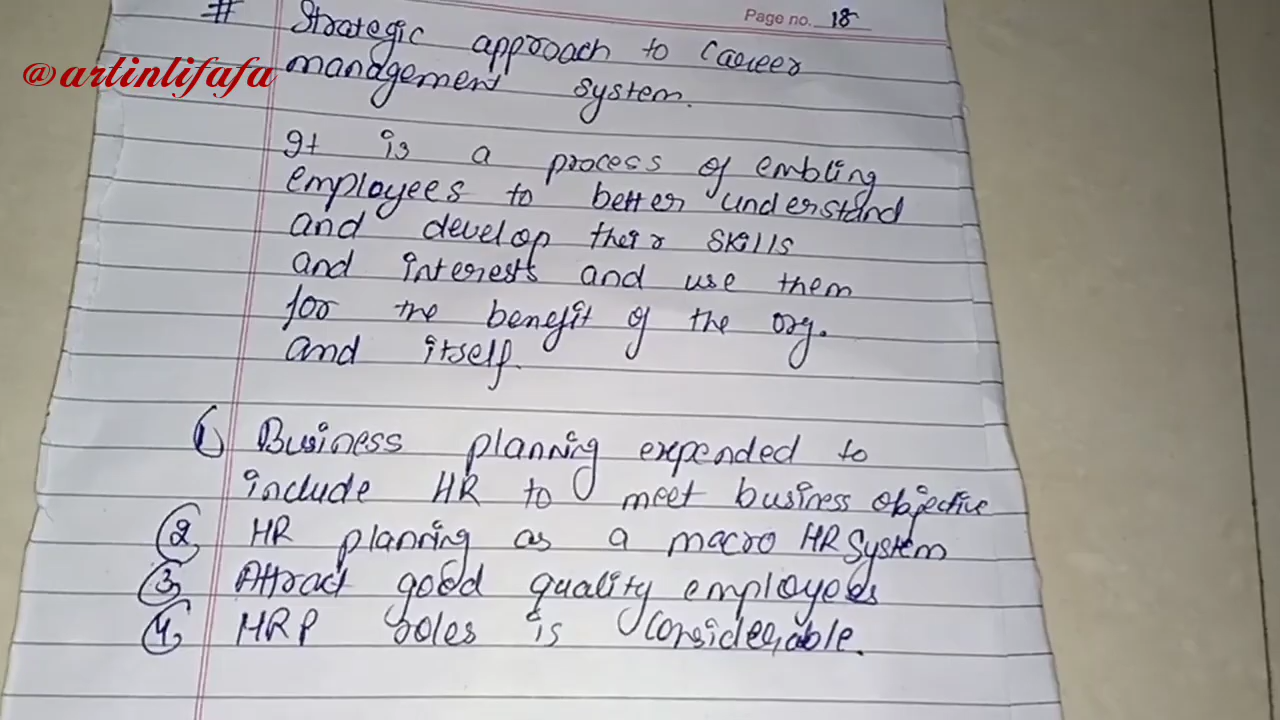 Page no. 18
# Strategic approach to Career
@artinlifafa
management system.
It is a process of embling
employees to better understand
and develop their skills
and interests and use them
for the benefit of the org.
and itself.
1 Business planning expended to
include HR to meet business objective
2 HR planning as a macro HR System
3 Attract good quality employees
4 HRP roles is considerable.